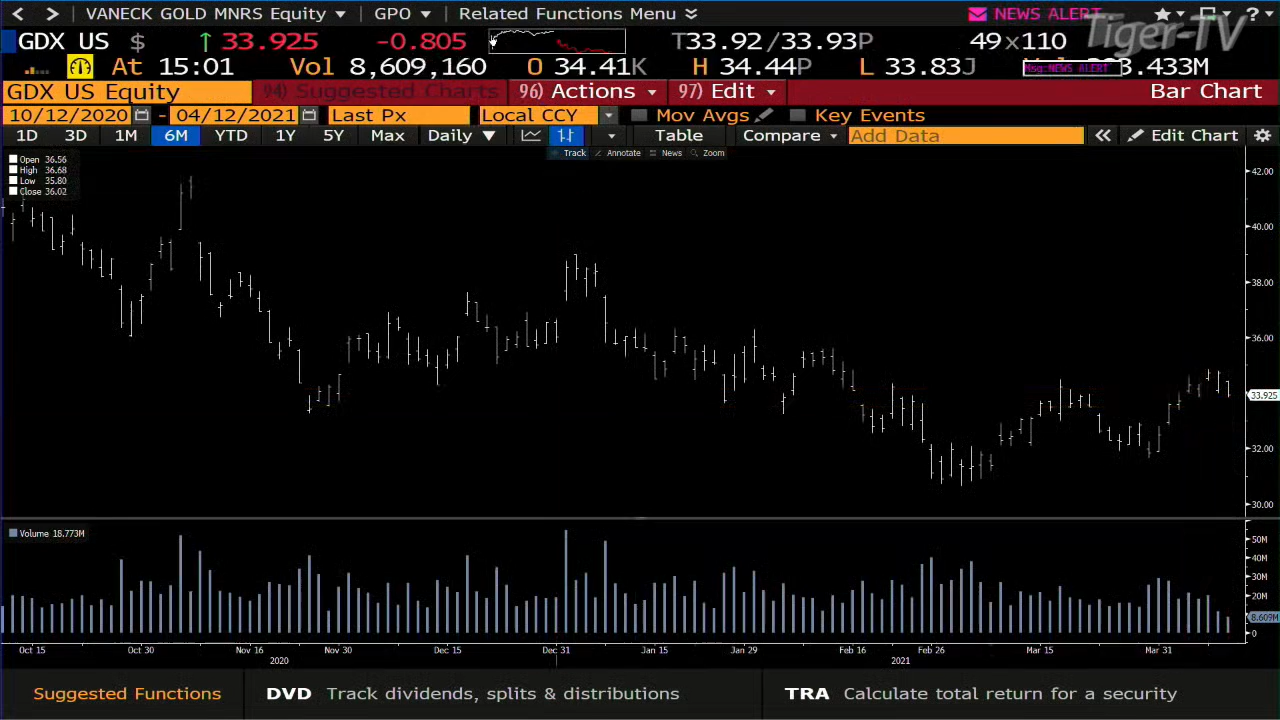 VANECK GOLD MNRS Equity GPO Related Functions Menu NEWS ALERT ?
Tiger-TV
GDX US $ 33.925 -0.805 T33.92/33.93P 49x110
At 15:01 Vol 8,609,160 O 34.41K H 34.44P L 33.83J Msg:NEWS ALERT 3.433M
GDX US Equity 94) Suggested Charts 96) Actions 97) Edit Bar Chart
10/12/2020 - 04/12/2021 Last Px Local CCY Mov Avgs Key Events
1D 3D 1M 6M YTD 1Y 5Y Max Daily Table Compare Add Data Edit Chart
Track Annotate News Zoom
Open 36.56
High 36.68
Low 35.80
Close 36.02
42.00
40.00
38.00
36.00
33.925
32.00
30.00
Volume 18.773M
50M
40M
30M
20M
8.609M
0
Oct 15 Oct 30 Nov 16 Nov 30 Dec 15 Dec 31 Jan 15 Jan 29 Feb 16 Feb 26 Mar 15 Mar 31
2020 2021
Suggested Functions DVD Track dividends, splits & distributions TRA Calculate total return for a security